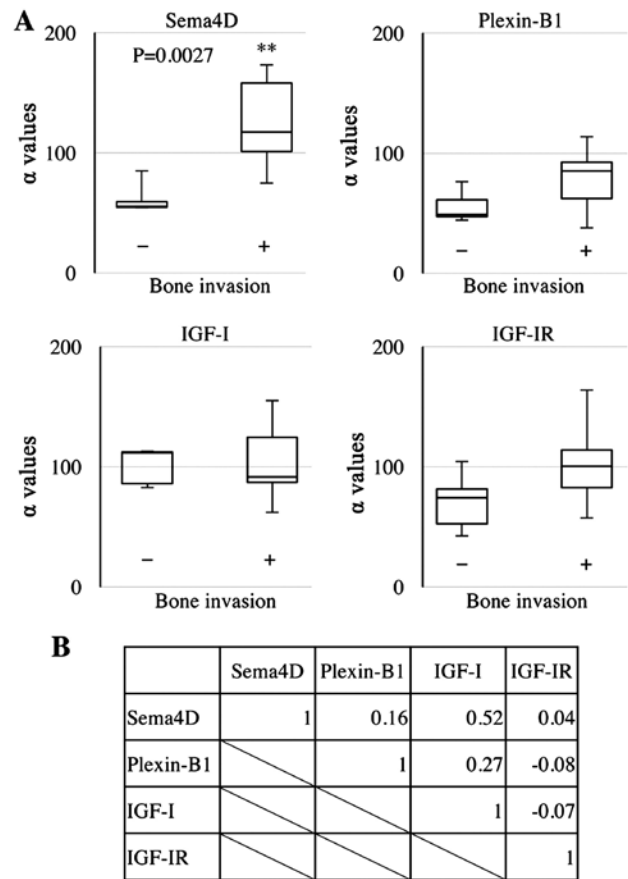 A
Sema4D
P=0.0027
**
200
100
0
α values
−
+
Bone invasion
Plexin-B1
200
100
0
α values
−
+
Bone invasion
IGF-I
200
100
0
α values
−
+
Bone invasion
IGF-IR
200
100
0
α values
−
+
Bone invasion
B
Sema4D Plexin-B1 IGF-I IGF-IR
Sema4D 1 0.16 0.52 0.04
Plexin-B1 1 0.27 -0.08
IGF-I 1 -0.07
IGF-IR 1